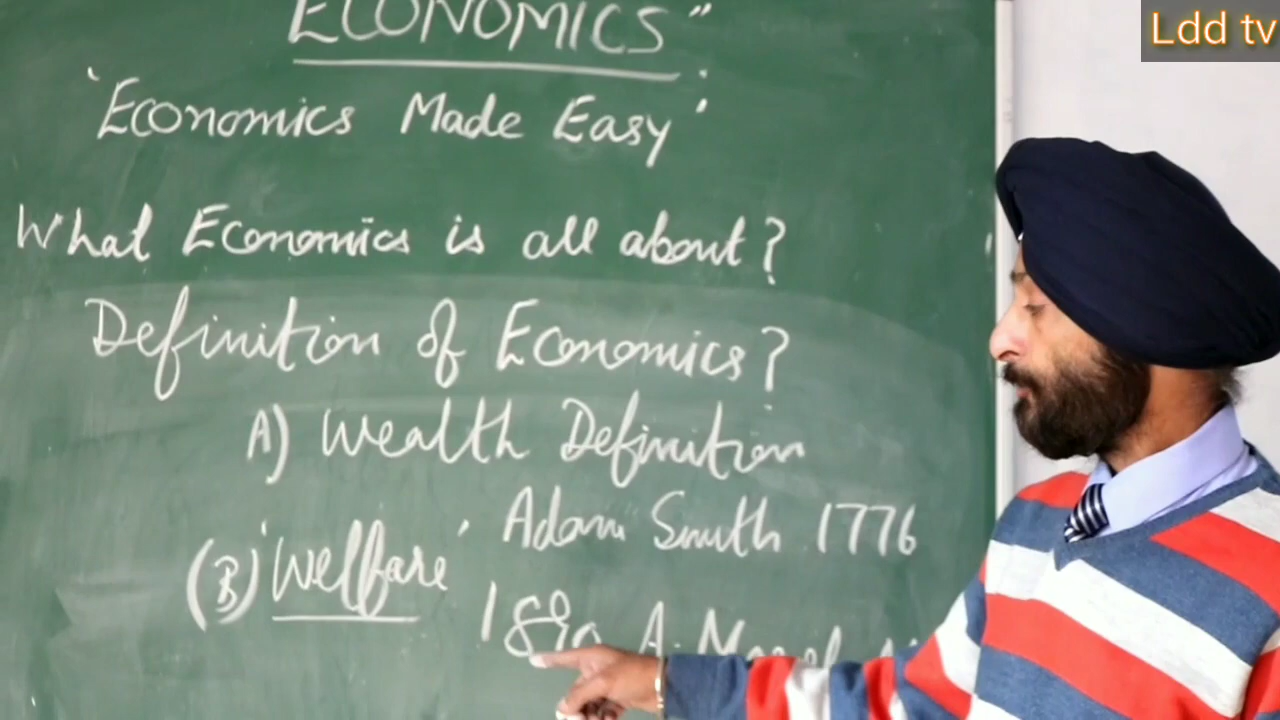 Ldd tv
ECONOMICS"
'Economics Made Easy'
What Economics is all about?
Definition of Economics?
A) Wealth Definition
Adam Smith 1776
(B) 'Welfare'
1890 A.